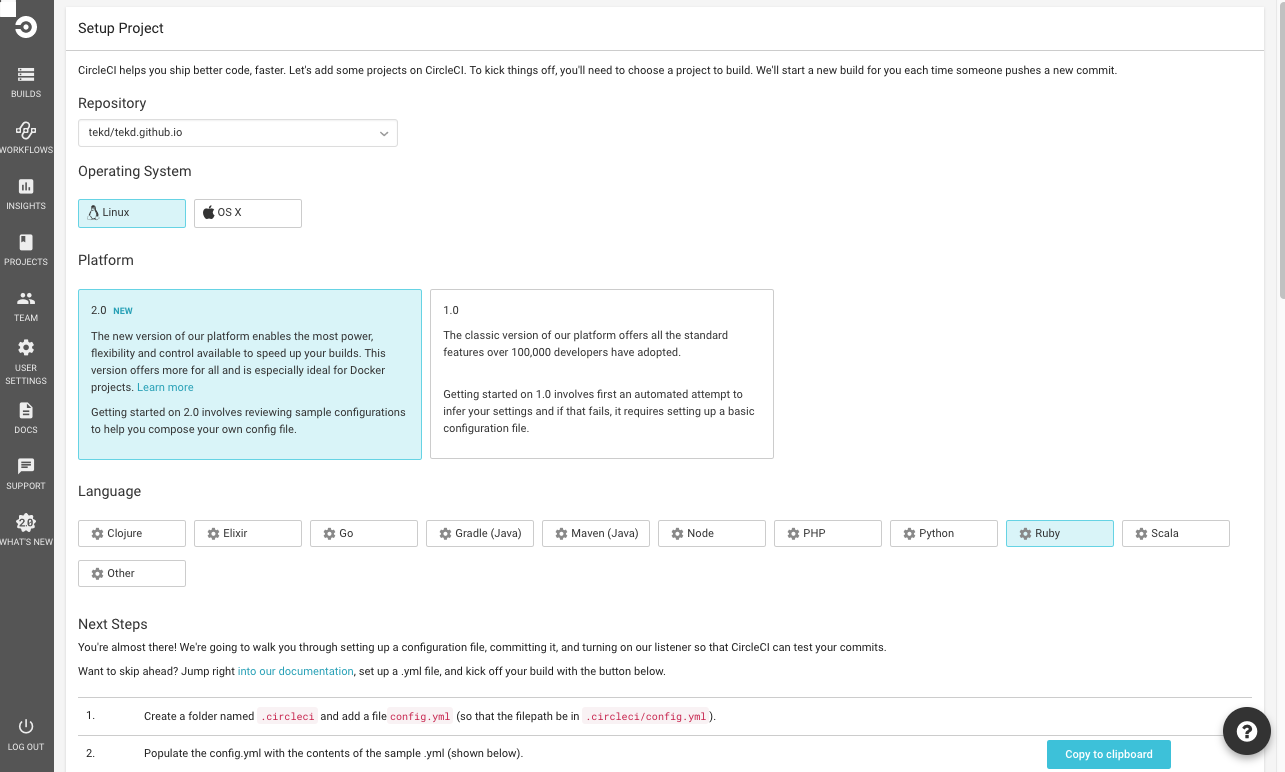 Setup Project
CircleCI helps you ship better code, faster. Let's add some projects on CircleCI. To kick things off, you'll need to choose a project to build. We'll start a new build for you each time someone pushes a new commit.
Repository
tekd/tekd.github.io
Operating System
Linux
OS X
Platform
2.0 NEW
The new version of our platform enables the most power,
flexibility and control available to speed up your builds. This
version offers more for all and is especially ideal for Docker
projects. Learn more
Getting started on 2.0 involves reviewing sample configurations
to help you compose your own config file.
1.0
The classic version of our platform offers all the standard
features over 100,000 developers have adopted.
Getting started on 1.0 involves first an automated attempt to
infer your settings and if that fails, it requires setting up a basic
configuration file.
Language
Clojure
Elixir
Go
Gradle (Java)
Maven (Java)
Node
PHP
Python
Ruby
Scala
Other
Next Steps
You're almost there! We're going to walk you through setting up a configuration file, committing it, and turning on our listener so that CircleCI can test your commits.
Want to skip ahead? Jump right into our documentation, set up a .yml file, and kick off your build with the button below.
1. Create a folder named .circleci and add a file config.yml (so that the filepath be in .circleci/config.yml ).
2. Populate the config.yml with the contents of the sample .yml (shown below).
Copy to clipboard
?
BUILDS
WORKFLOWS
INSIGHTS
PROJECTS
TEAM
USER
SETTINGS
DOCS
SUPPORT
2.0
WHAT'S NEW
LOG OUT